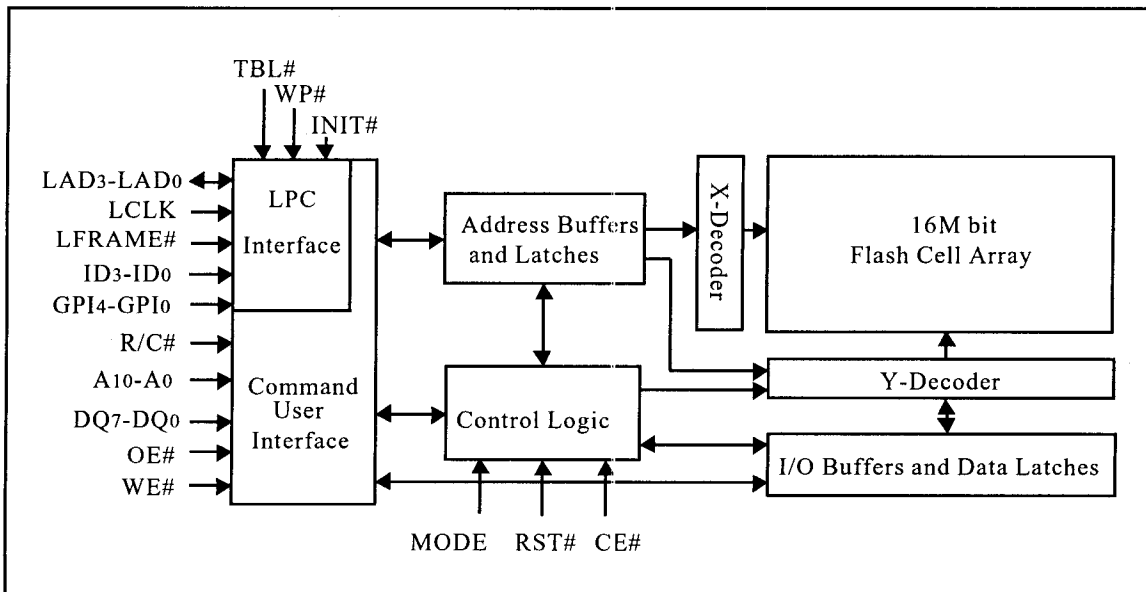 TBL#
WP#
INIT#
LAD3-LAD0
LCLK
LFRAME#
ID3-ID0
GPI4-GPI0
R/C#
A10-A0
DQ7-DQ0
OE#
WE#
LPC
Interface
Command
User
Interface
Address Buffers
and Latches
Control Logic
MODE
RST#
CE#
X-Decoder
16M bit
Flash Cell Array
Y-Decoder
I/O Buffers and Data Latches